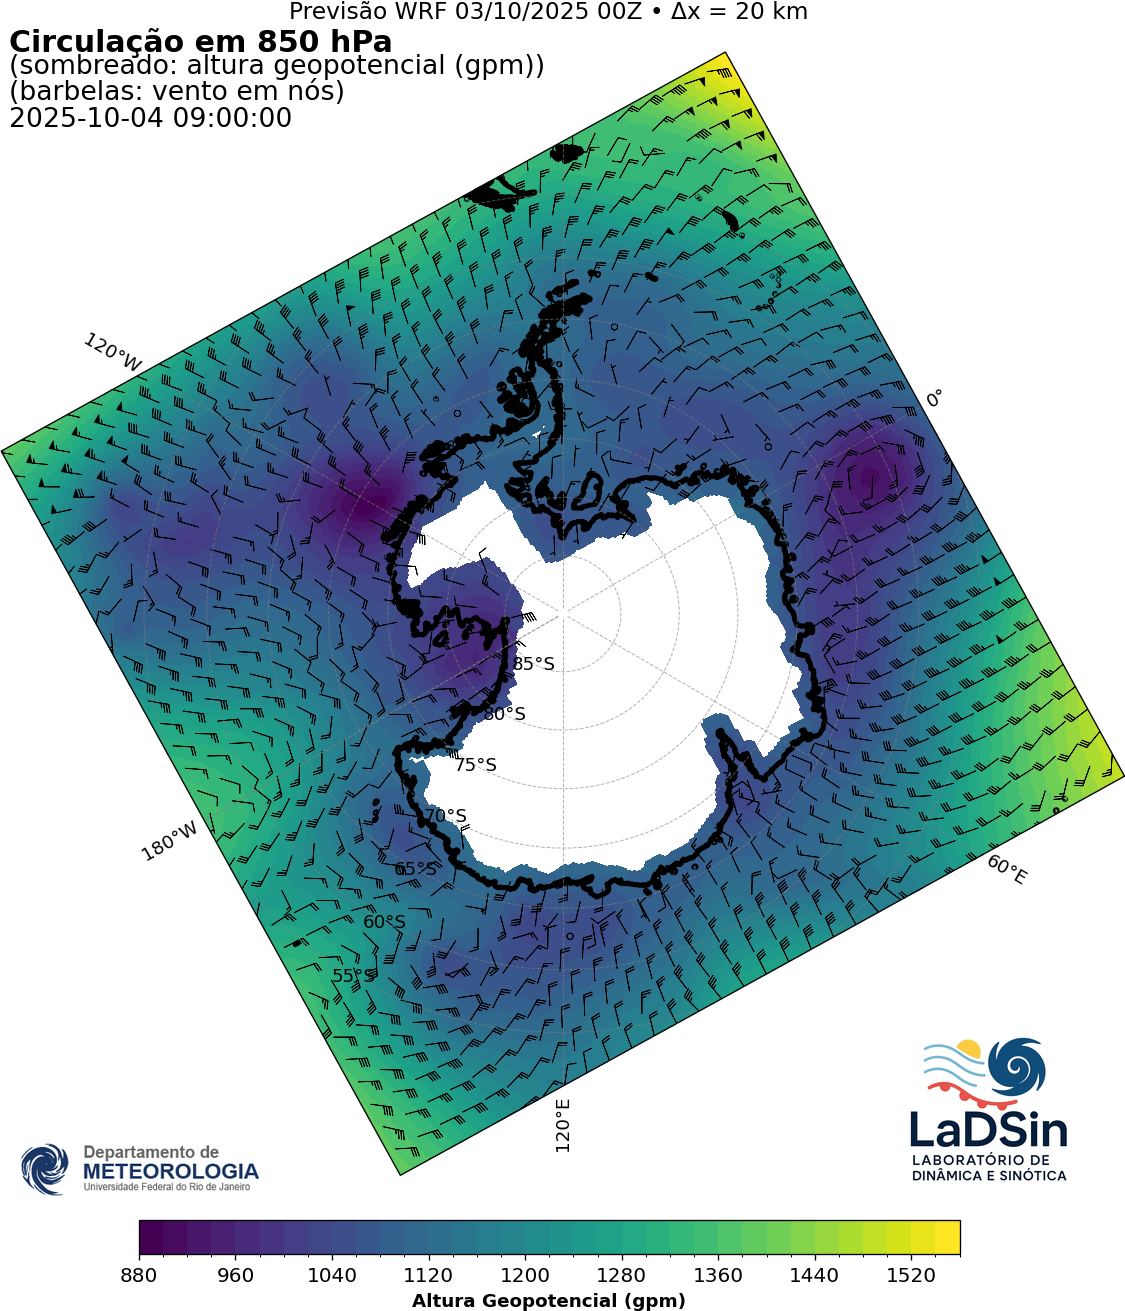 Previsão WRF 03/10/2025 00Z • Δx = 20 km
Circulação em 850 hPa
(sombreado: altura geopotencial (gpm))
(barbelas: vento em nós)
2025-10-04 09:00:00
120°W
0°
85°S
80°S
75°S
70°S
65°S
60°S
55°S
180°W
60°E
120°E
Departamento de
METEOROLOGIA
Universidade Federal do Rio de Janeiro
LaDSin
LABORATÓRIO DE
DINÂMICA E SINÓTICA
880 960 1040 1120 1200 1280 1360 1440 1520
Altura Geopotencial (gpm)